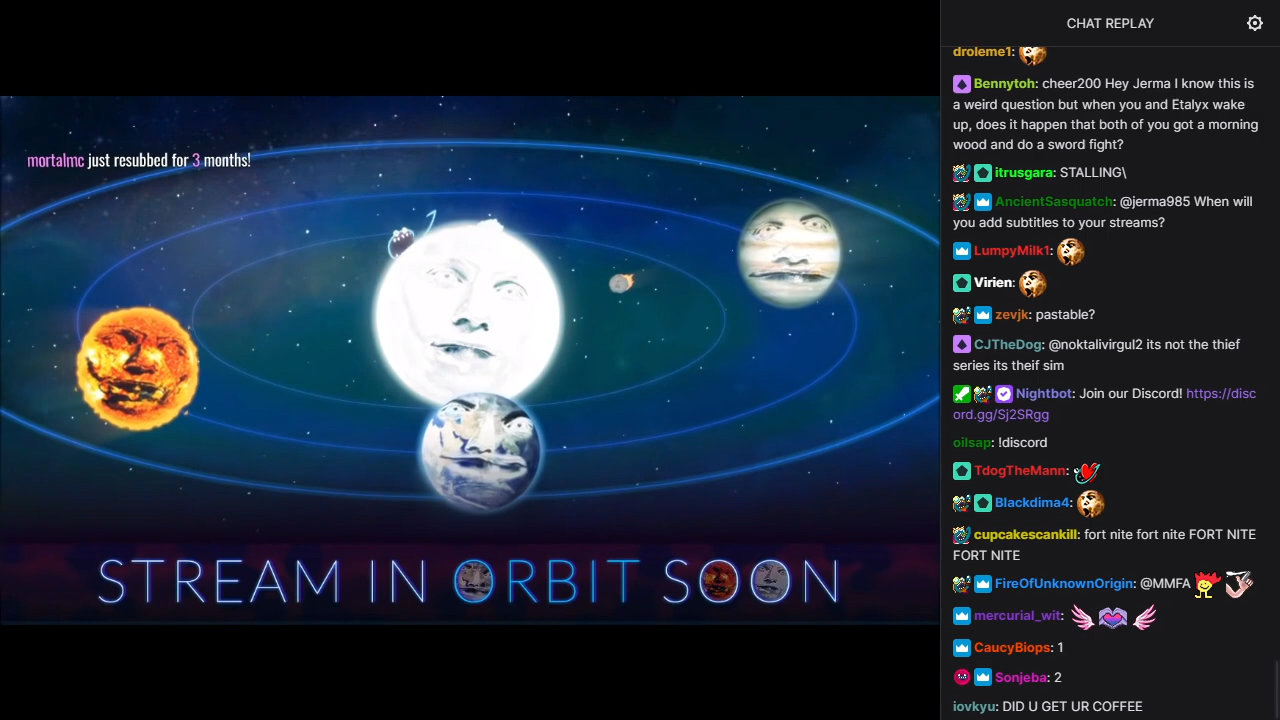 CHAT REPLAY
mortalmc just resubbed for 3 months!
STREAM IN ORBIT SOON
droleme1:
Bennytoh: cheer200 Hey Jerma I know this is
a weird question but when you and Etalyx wake
up, does it happen that both of you got a morning
wood and do a sword fight?
itrusgara: STALLING\
AncientSasquatch: @jerma985 When will
you add subtitles to your streams?
LumpyMilk1:
Virien:
zevjk: pastable?
CJTheDog: @noktalivirgul2 its not the thief
series its theif sim
Nightbot: Join our Discord! https://disc
ord.gg/Sj2SRgg
oilsap: !discord
TdogTheMann:
Blackdima4:
cupcakescankill: fort nite fort nite FORT NITE
FORT NITE
FireOfUnknownOrigin: @MMFA
mercurial_wit:
CaucyBiops: 1
Sonjeba: 2
iovkyu: DID U GET UR COFFEE